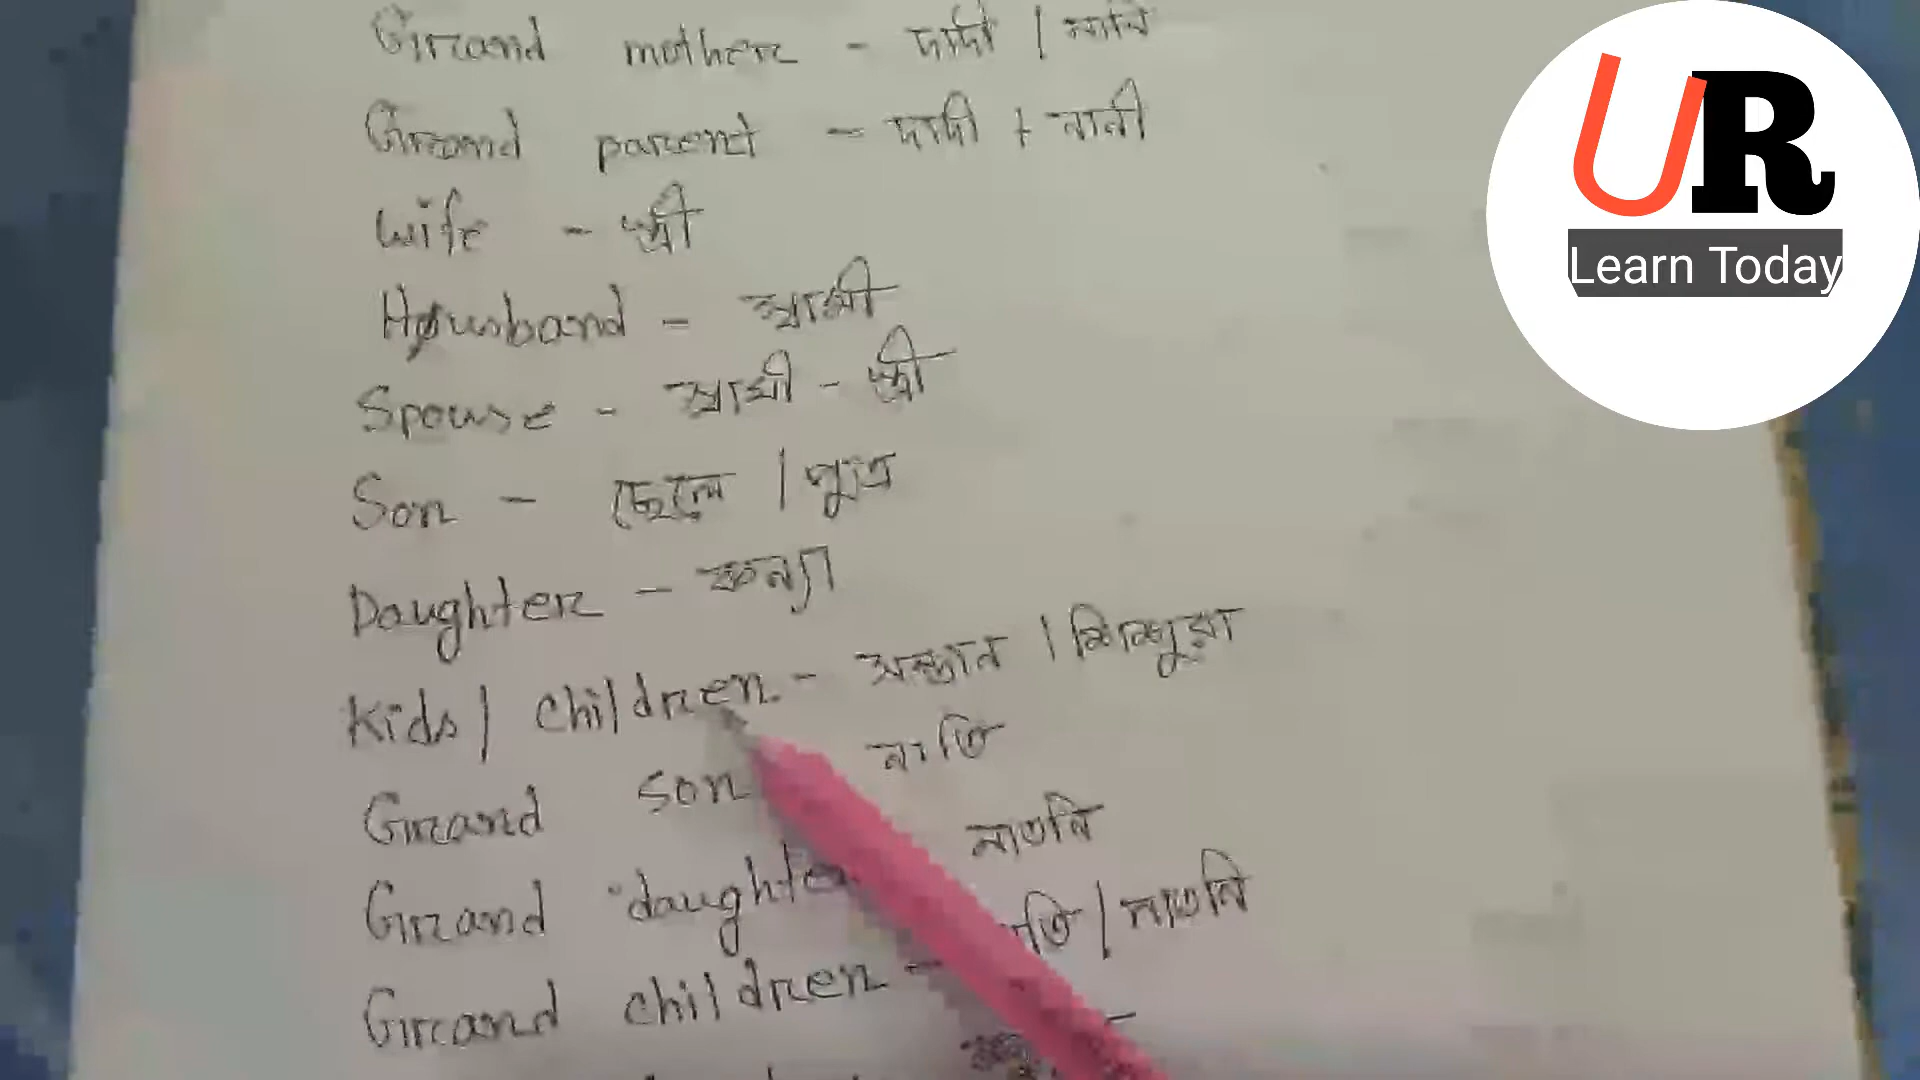 Grand mother - দাদী / নানি
Grand parent - দাদী + নানী
Wife - স্ত্রী
Housband - স্বামী
Spouse - স্বামী - স্ত্রী
Son - ছেলে / পুত্র
Daughter - কন্যা
Kids / Children - সন্তান / শিশুরা
Grand son নাতি
Grand daughter নাতনি
Grand children - নাতি / নাতনি
UR
Learn Today